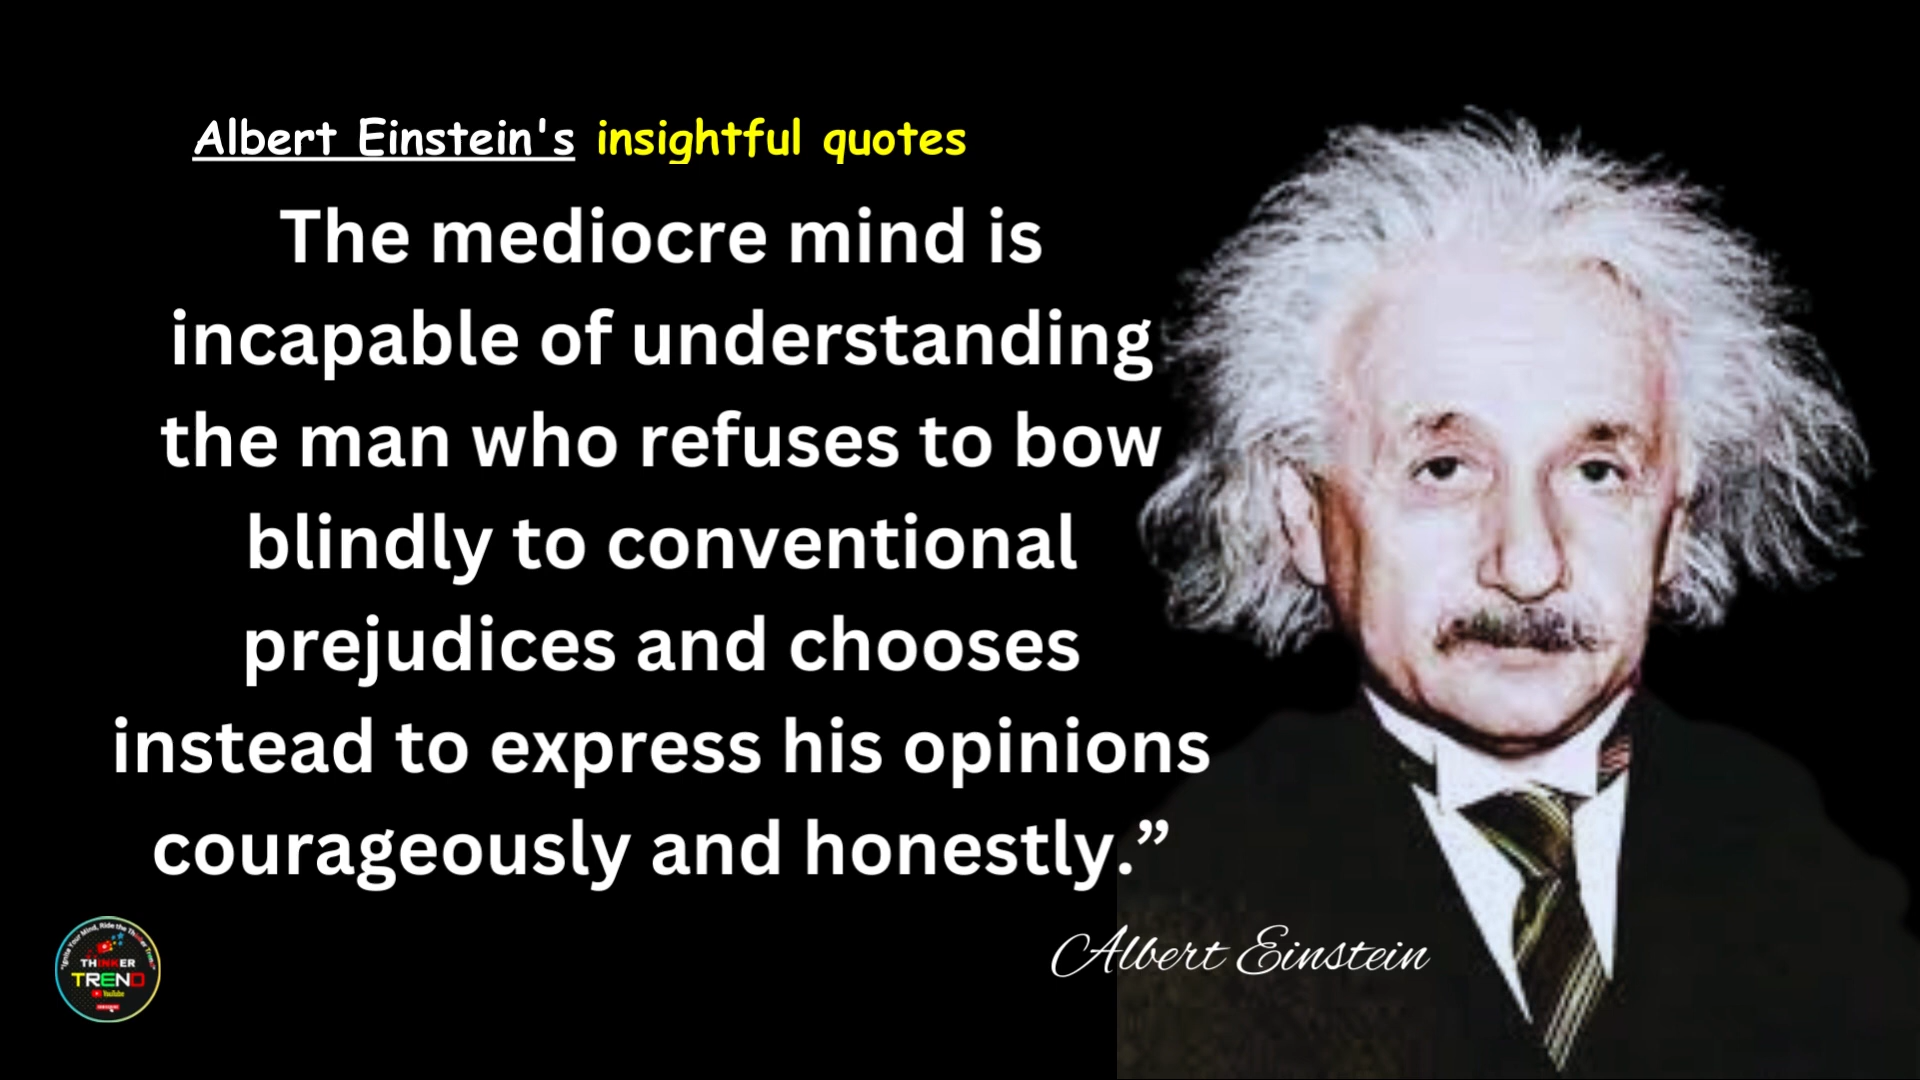 Albert Einstein's insightful quotes
The mediocre mind is
incapable of understanding
the man who refuses to bow
blindly to conventional
prejudices and chooses
instead to express his opinions
courageously and honestly.”
Albert Einstein
THINKER
TREND
YouTube